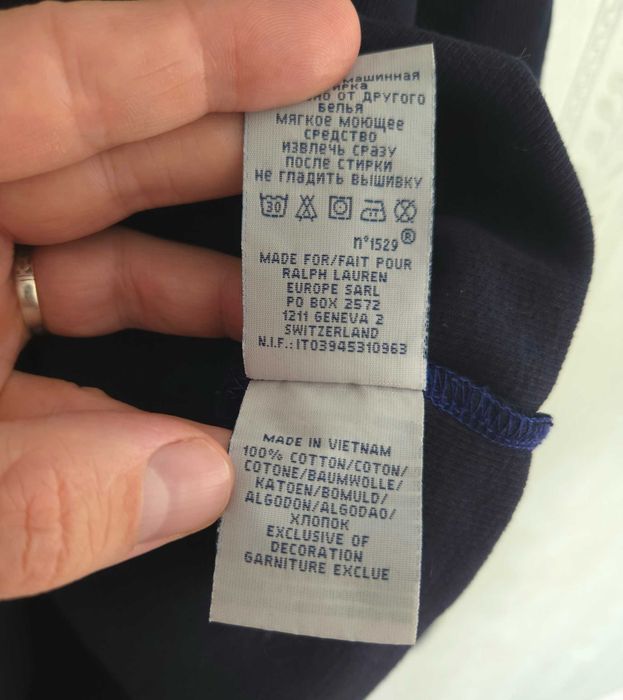 МАШИННАЯ
ОТ ДРУГОГО
БЕЛЬЯ
МЯГКОЕ МОЮЩЕЕ
СРЕДСТВО
ИЗВЛЕЧЬ СРАЗУ
ПОСЛЕ СТИРКИ
НЕ ГЛАДИТЬ ВЫШИВКУ
30
n°1529®
MADE FOR/FAIT POUR
RALPH LAUREN
EUROPE SARL
PO BOX 2572
1211 GENEVA 2
SWITZERLAND
N.I.F.: IT03945310963
MADE IN VIETNAM
100% COTTON/COTON/
COTONE/BAUMWOLLE/
KATOEN/BOMULD/
ALGODON/ALGODAO/
ХЛОПОК
EXCLUSIVE OF
DECORATION
GARNITURE EXCLUE